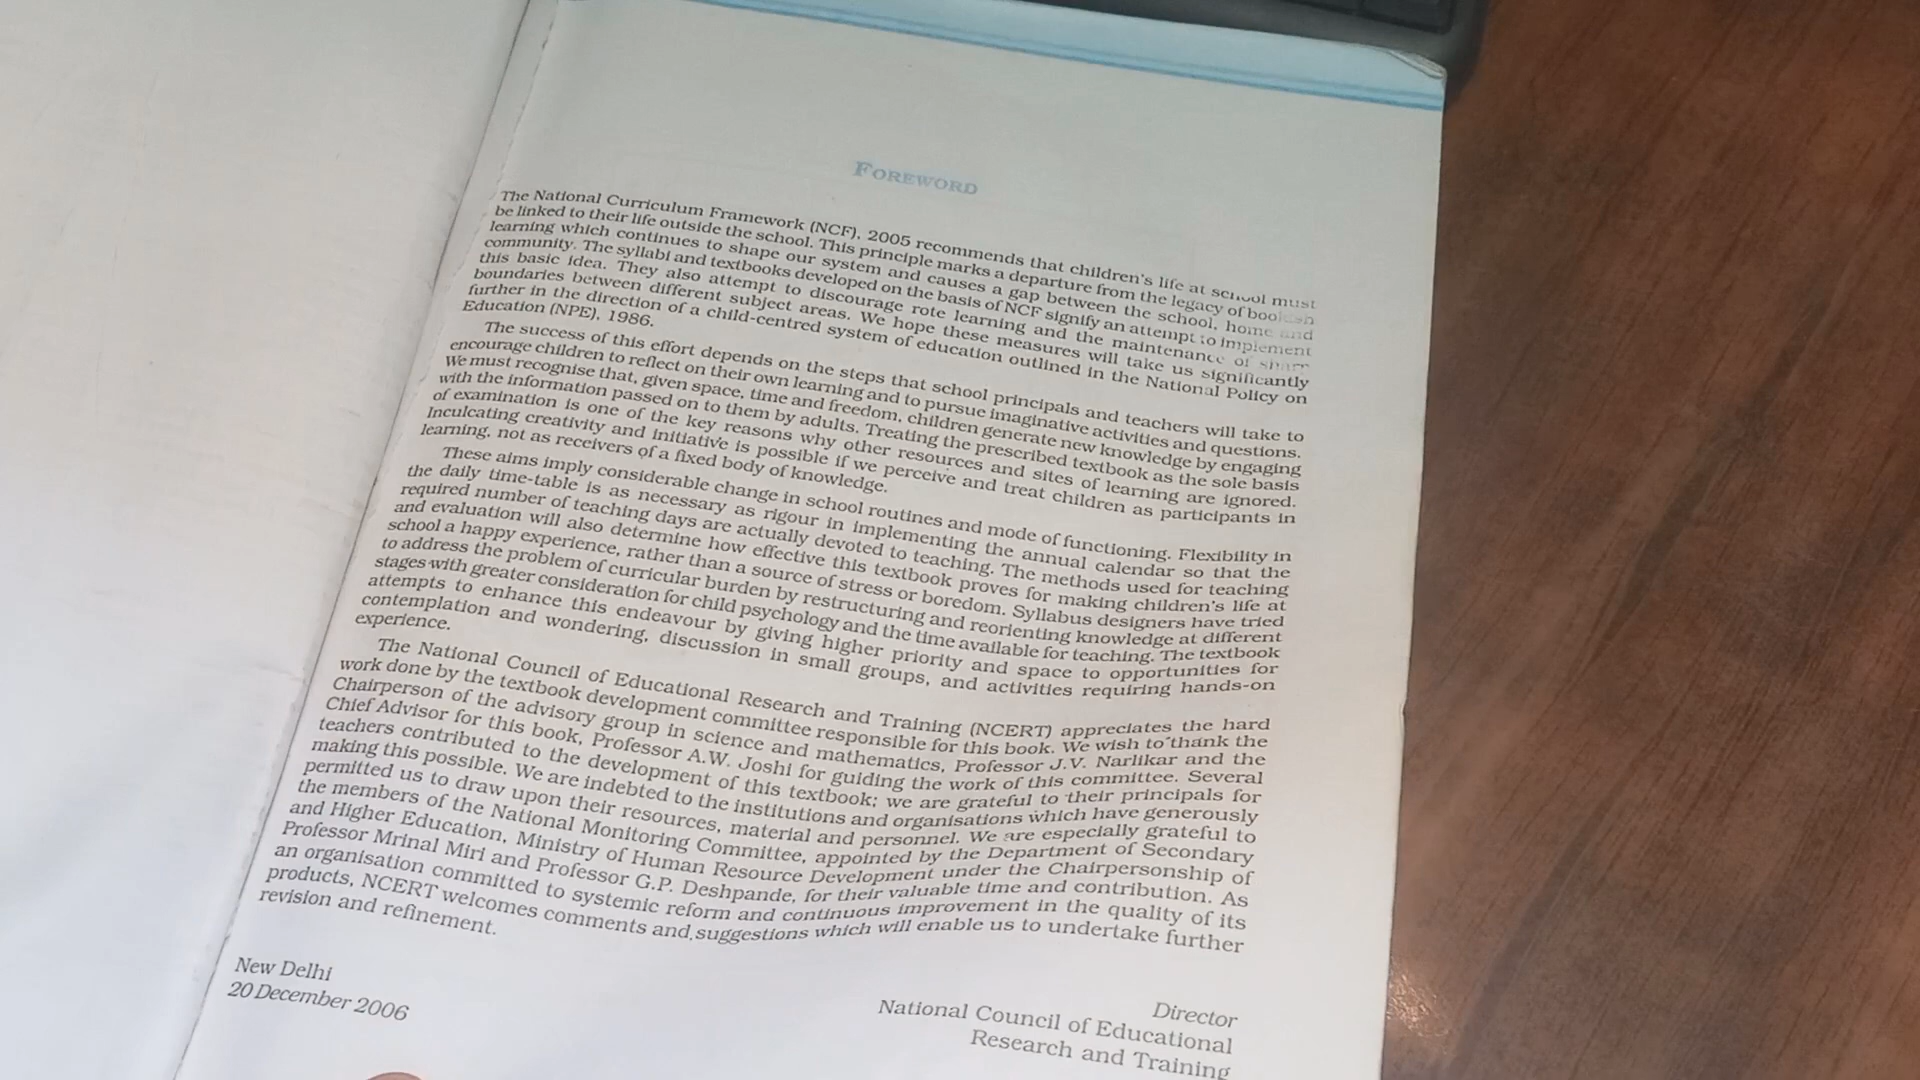 FOREWORD
The National Curriculum Framework (NCF), 2005 recommends that children's life at school must
be linked to their life outside the school. This principle marks a departure from the legacy of bookish
learning which continues to shape our system and causes a gap between the school, home and
community. The syllabi and textbooks developed on the basis of NCF signify an attempt to implement
this basic idea. They also attempt to discourage rote learning and the maintenance of sharp
boundaries between different subject areas. We hope these measures will take us significantly
further in the direction of a child-centred system of education outlined in the National Policy on
Education (NPE), 1986.
The success of this effort depends on the steps that school principals and teachers will take to
encourage children to reflect on their own learning and to pursue imaginative activities and questions.
We must recognise that, given space, time and freedom, children generate new knowledge by engaging
with the information passed on to them by adults. Treating the prescribed textbook as the sole basis
of examination is one of the key reasons why other resources and sites of learning are ignored.
Inculcating creativity and initiative is possible if we perceive and treat children as participants in
learning, not as receivers of a fixed body of knowledge.
These aims imply considerable change in school routines and mode of functioning. Flexibility in
the daily time-table is as necessary as rigour in implementing the annual calendar so that the
required number of teaching days are actually devoted to teaching. The methods used for teaching
and evaluation will also determine how effective this textbook proves for making children's life at
school a happy experience, rather than a source of stress or boredom. Syllabus designers have tried
to address the problem of curricular burden by restructuring and reorienting knowledge at different
stages with greater consideration for child psychology and the time available for teaching. The textbook
attempts to enhance this endeavour by giving higher priority and space to opportunities for
contemplation and wondering, discussion in small groups, and activities requiring hands-on
experience.
The National Council of Educational Research and Training (NCERT) appreciates the hard
work done by the textbook development committee responsible for this book. We wish to thank the
Chairperson of the advisory group in science and mathematics, Professor J.V. Narlikar and the
Chief Advisor for this book, Professor A.W. Joshi for guiding the work of this committee. Several
teachers contributed to the development of this textbook; we are grateful to their principals for
making this possible. We are indebted to the institutions and organisations which have generously
permitted us to draw upon their resources, material and personnel. We are especially grateful to
the members of the National Monitoring Committee, appointed by the Department of Secondary
and Higher Education, Ministry of Human Resource Development under the Chairpersonship of
Professor Mrinal Miri and Professor G.P. Deshpande, for their valuable time and contribution. As
an organisation committed to systemic reform and continuous improvement in the quality of its
products, NCERT welcomes comments and suggestions which will enable us to undertake further
revision and refinement.
New Delhi
20 December 2006
Director
National Council of Educational
Research and Training